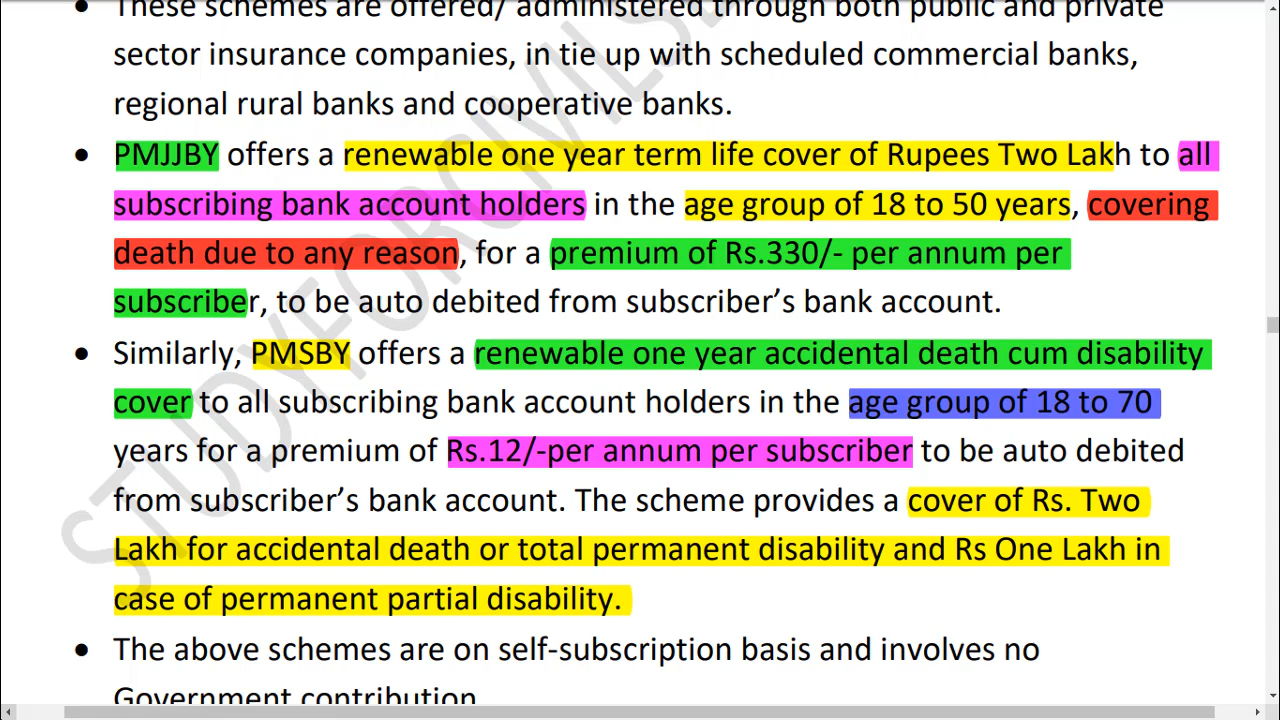 • These schemes are offered/ administered through both public and private
sector insurance companies, in tie up with scheduled commercial banks,
regional rural banks and cooperative banks.
• PMJJBY offers a renewable one year term life cover of Rupees Two Lakh to all
subscribing bank account holders in the age group of 18 to 50 years, covering
death due to any reason, for a premium of Rs.330/- per annum per
subscriber, to be auto debited from subscriber’s bank account.
• Similarly, PMSBY offers a renewable one year accidental death cum disability
cover to all subscribing bank account holders in the age group of 18 to 70
years for a premium of Rs.12/-per annum per subscriber to be auto debited
from subscriber’s bank account. The scheme provides a cover of Rs. Two
Lakh for accidental death or total permanent disability and Rs One Lakh in
case of permanent partial disability.
• The above schemes are on self-subscription basis and involves no
Government contribution
STUDYFORCIVILSE